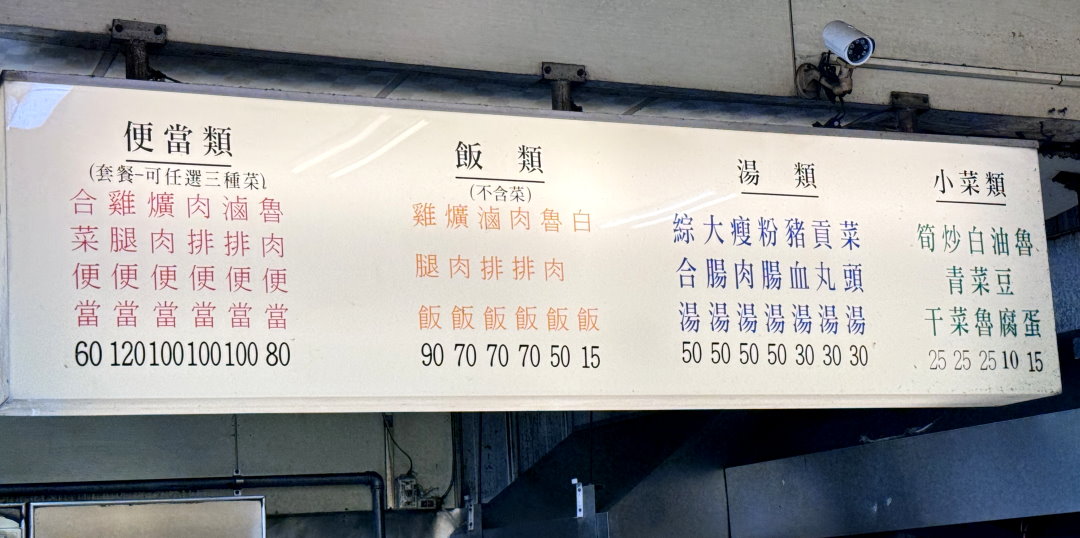 便當類
(套餐-可任選三種菜)
合菜便當 60
雞腿便當 120
爌肉便當 100
肉排便當 100
滷排便當 100
魯肉便當 80
飯類
(不含菜)
雞腿飯 90
爌肉飯 70
滷排飯 70
肉排飯 70
魯肉飯 50
白飯 15
湯類
綜合湯 50
大腸湯 50
瘦肉湯 50
粉腸湯 50
豬血湯 30
貢丸湯 30
菜頭湯 30
小菜類
筍干 25
炒青菜 25
白菜魯 25
油豆腐 10
魯蛋 15